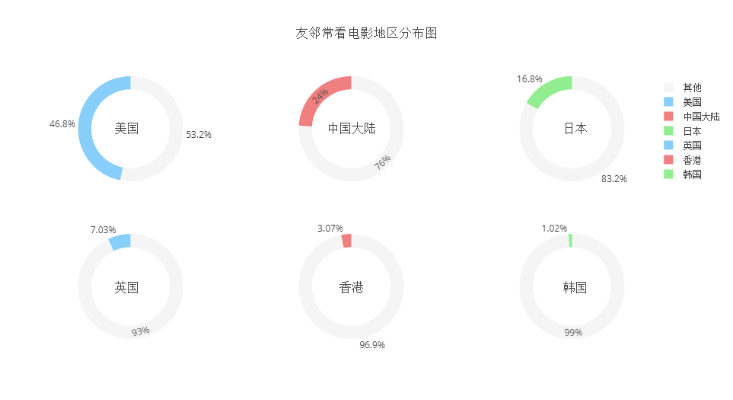 友邻常看电影地区分布图
46.8%
美国
53.2%
24%
中国大陆
76%
16.8%
日本
83.2%
其他
美国
中国大陆
日本
英国
香港
韩国
7.03%
英国
93%
3.07%
香港
96.9%
1.02%
韩国
99%